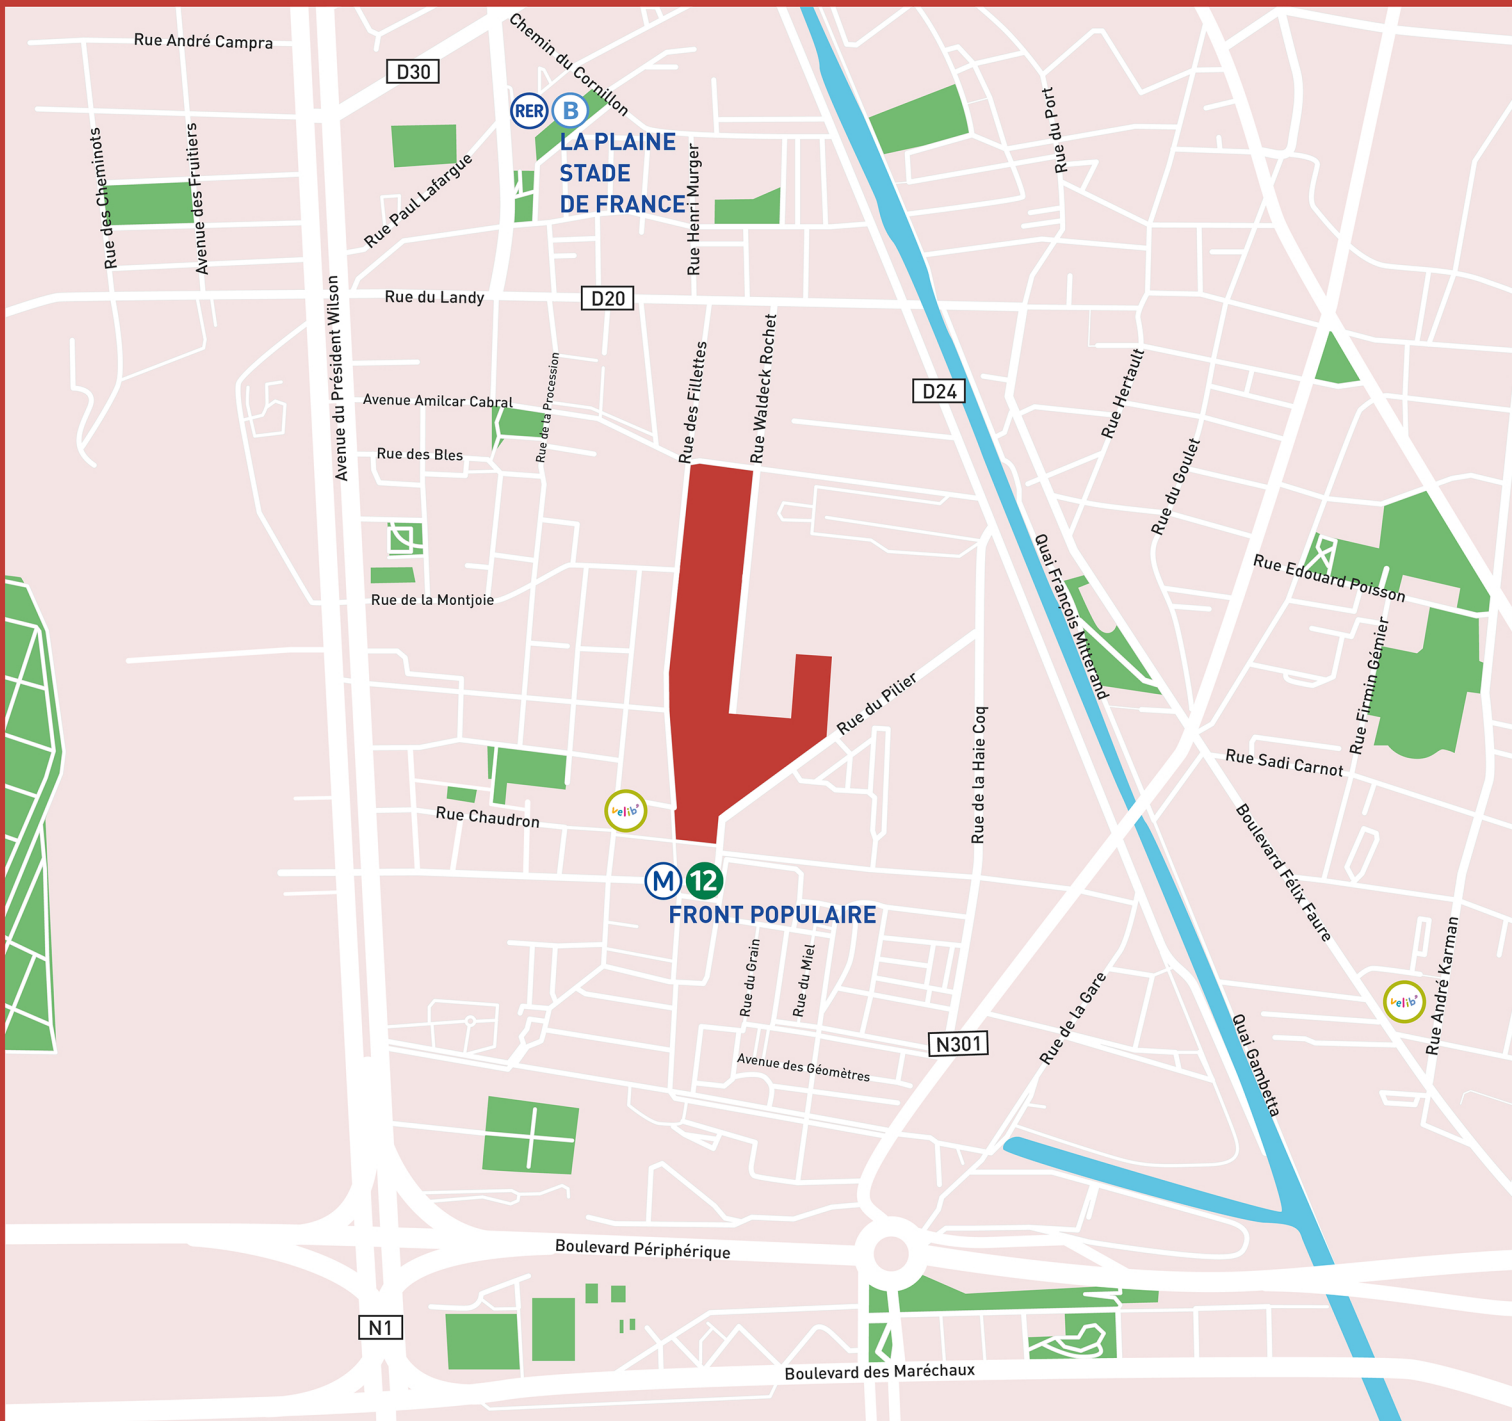 Rue André Campra
Chemin du Cornillon
D30
RER
B
LA PLAINE
STADE
DE FRANCE
Rue des Cheminots
Avenue des Fruitiers
Rue Paul Lafargue
Rue Henri Murger
Rue du Port
Avenue du Président Wilson
Rue du Landy
D20
Rue des Fillettes
Rue Waldeck Rochet
Rue de la Procession
Avenue Amilcar Cabral
Rue des Bles
D24
Rue Hertault
Rue du Goulet
Quai François Mitterand
Rue Edouard Poisson
Rue Firmin Gémier
Rue de la Montjoie
Rue du Pilier
Rue de la Haie Coq
Rue Sadi Carnot
Rue Chaudron
velib'
Boulevard Félix Faure
M
12
FRONT POPULAIRE
Rue du Grain
Rue du Miel
Rue de la Gare
Rue André Karman
velib'
N301
Avenue des Géomètres
Quai Gambetta
Boulevard Périphérique
N1
Boulevard des Maréchaux